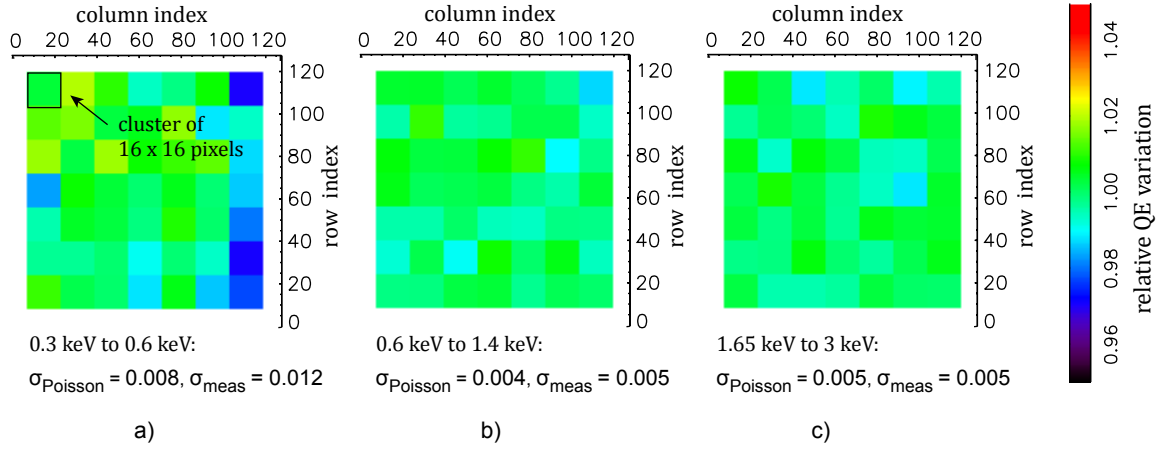 column index
0 20 40 60 80 100 120
120
100
80
60
40
20
0
row index
cluster of
16 x 16 pixels
0.3 keV to 0.6 keV:
σPoisson = 0.008, σmeas = 0.012
a)
column index
0 20 40 60 80 100 120
120
100
80
60
40
20
0
row index
0.6 keV to 1.4 keV:
σPoisson = 0.004, σmeas = 0.005
b)
column index
0 20 40 60 80 100 120
120
100
80
60
40
20
0
row index
1.65 keV to 3 keV:
σPoisson = 0.005, σmeas = 0.005
c)
1.04
1.02
1.00
0.98
0.96
relative QE variation